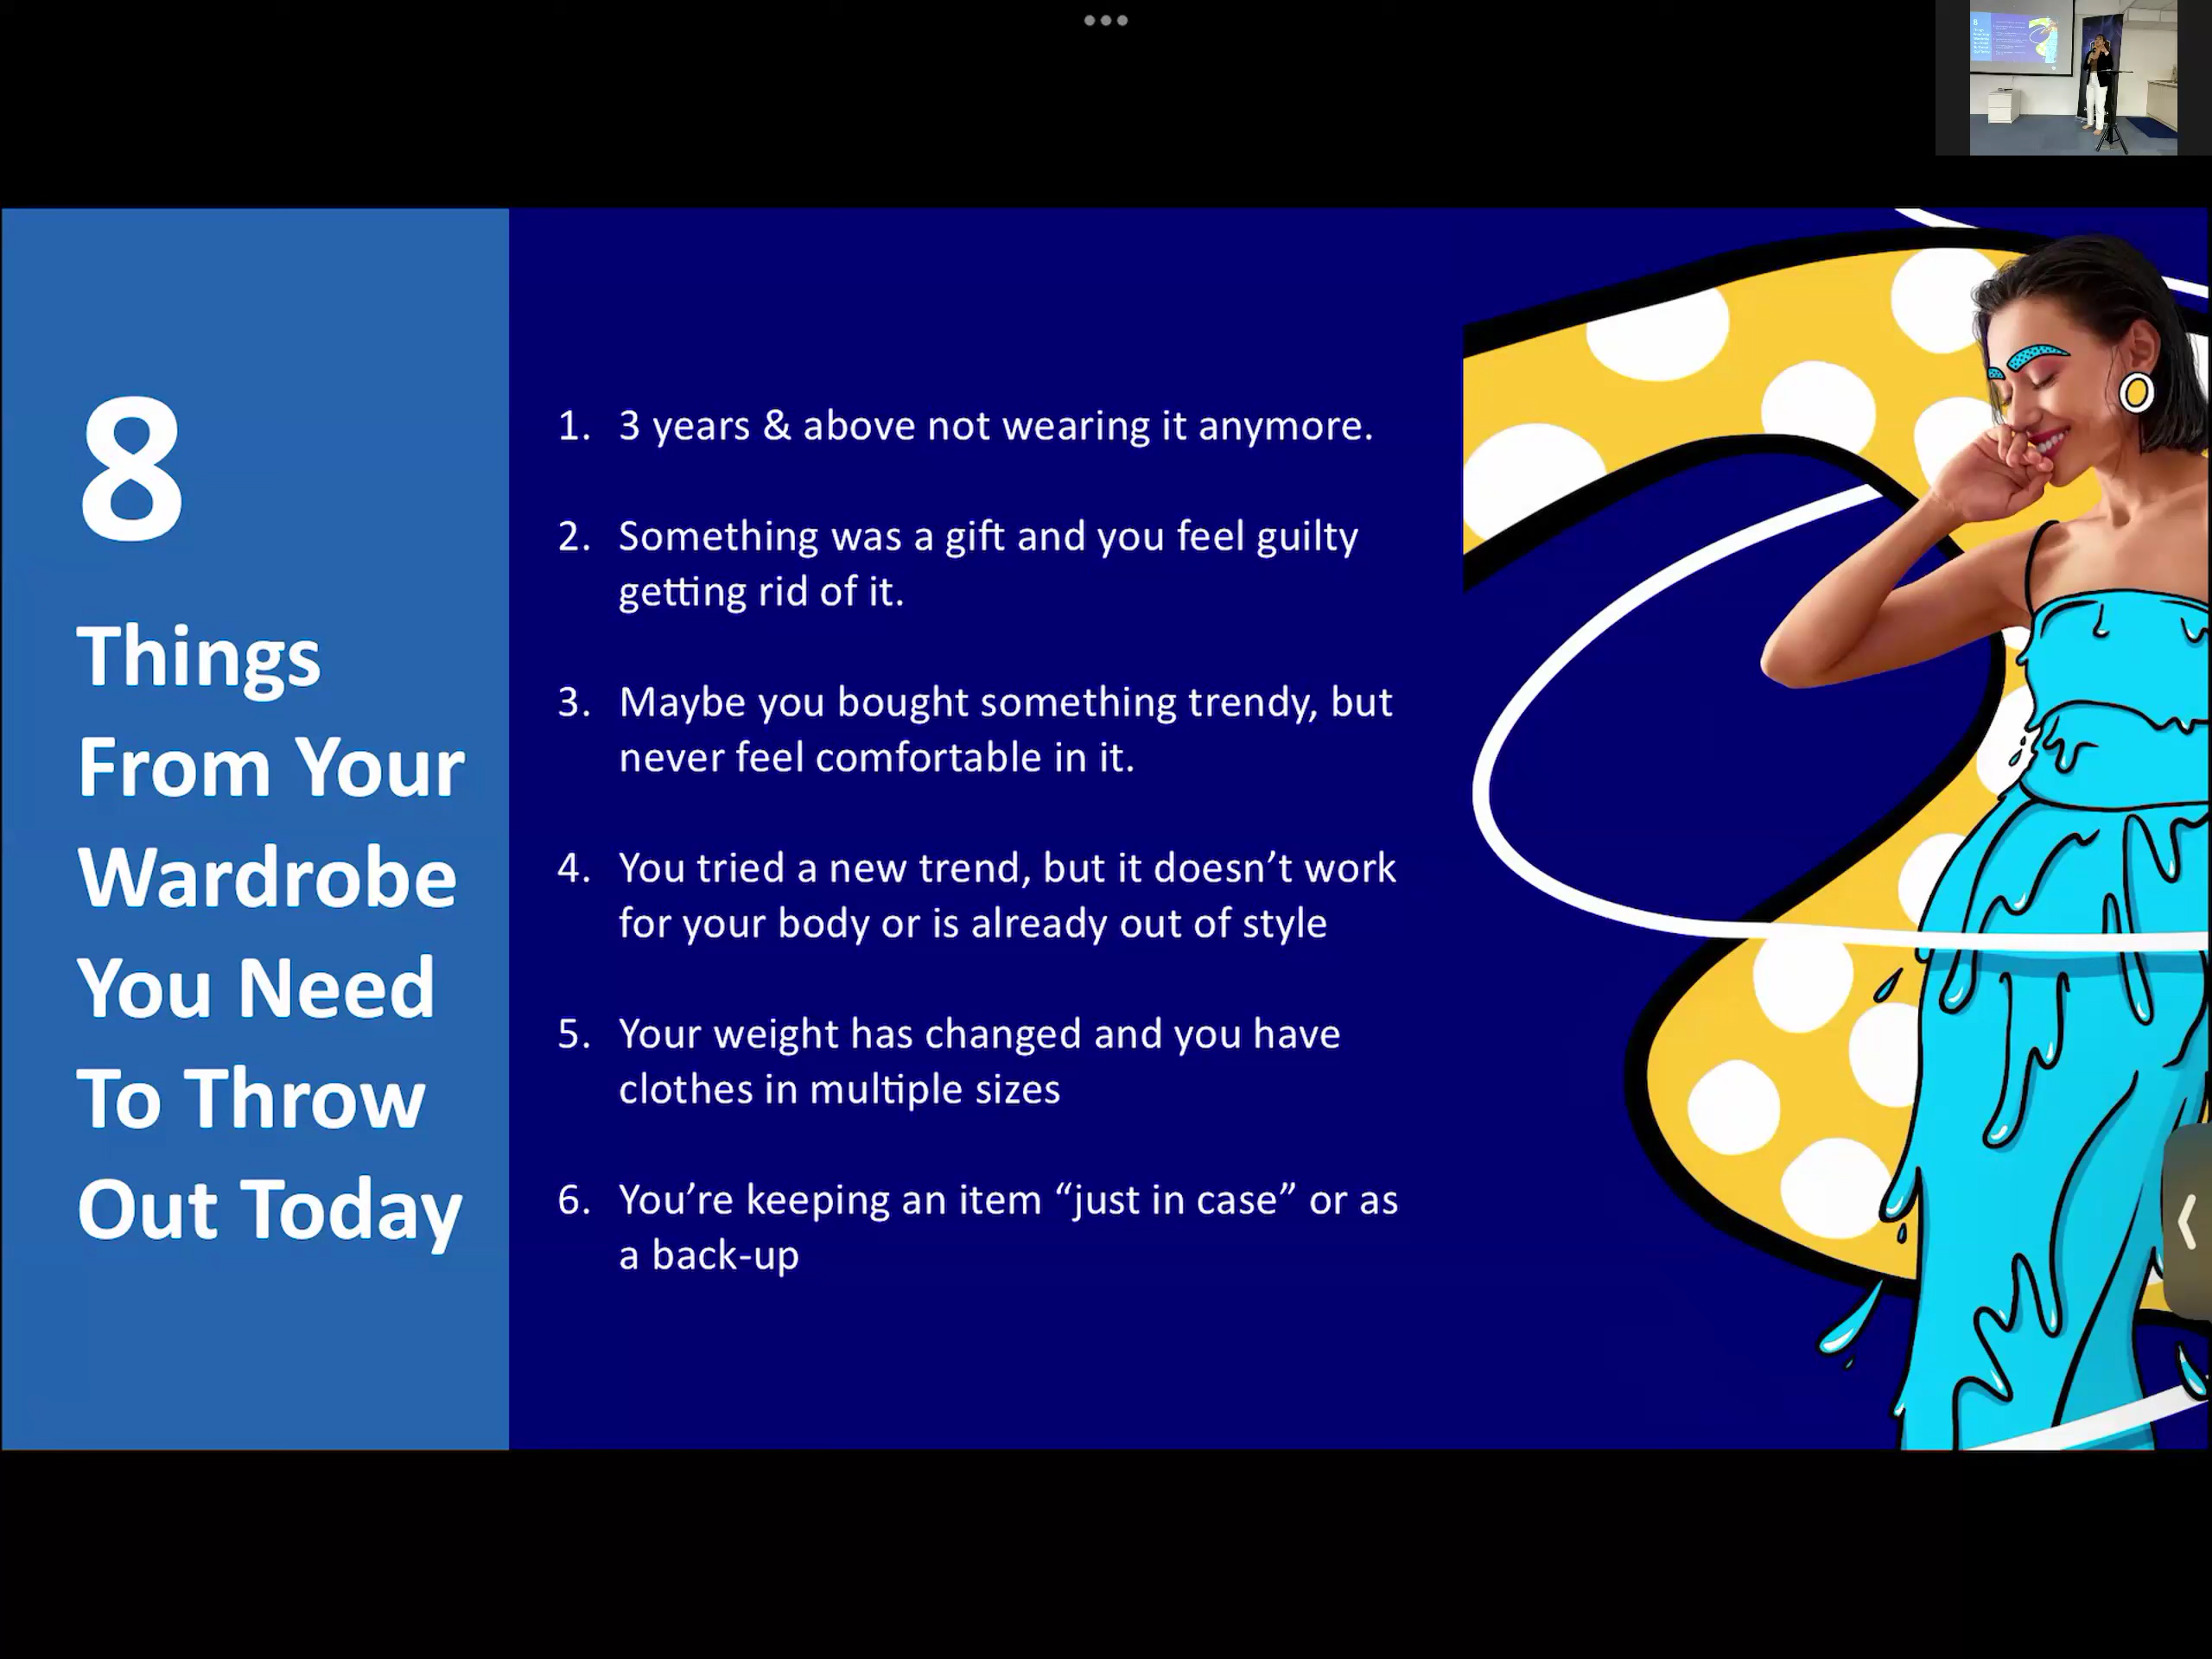 8
Things
From Your
Wardrobe
You Need
To Throw
Out Today
1. 3 years & above not wearing it anymore.
2. Something was a gift and you feel guilty
getting rid of it.
3. Maybe you bought something trendy, but
never feel comfortable in it.
4. You tried a new trend, but it doesn’t work
for your body or is already out of style
5. Your weight has changed and you have
clothes in multiple sizes
6. You’re keeping an item “just in case” or as
a back-up